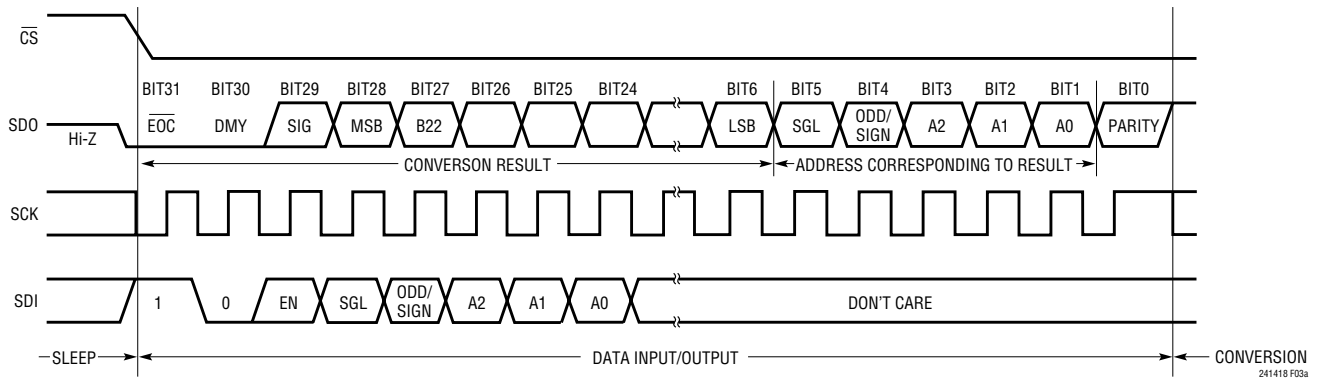 CS
BIT31 BIT30 BIT29 BIT28 BIT27 BIT26 BIT25 BIT24 BIT6 BIT5 BIT4 BIT3 BIT2 BIT1 BIT0
SDO Hi-Z EOC DMY SIG MSB B22 LSB SGL ODD/SIGN A2 A1 A0 PARITY
CONVERSON RESULT ADDRESS CORRESPONDING TO RESULT
SCK
SDI 1 0 EN SGL ODD/SIGN A2 A1 A0 DON'T CARE
SLEEP DATA INPUT/OUTPUT CONVERSION
241418 F03a